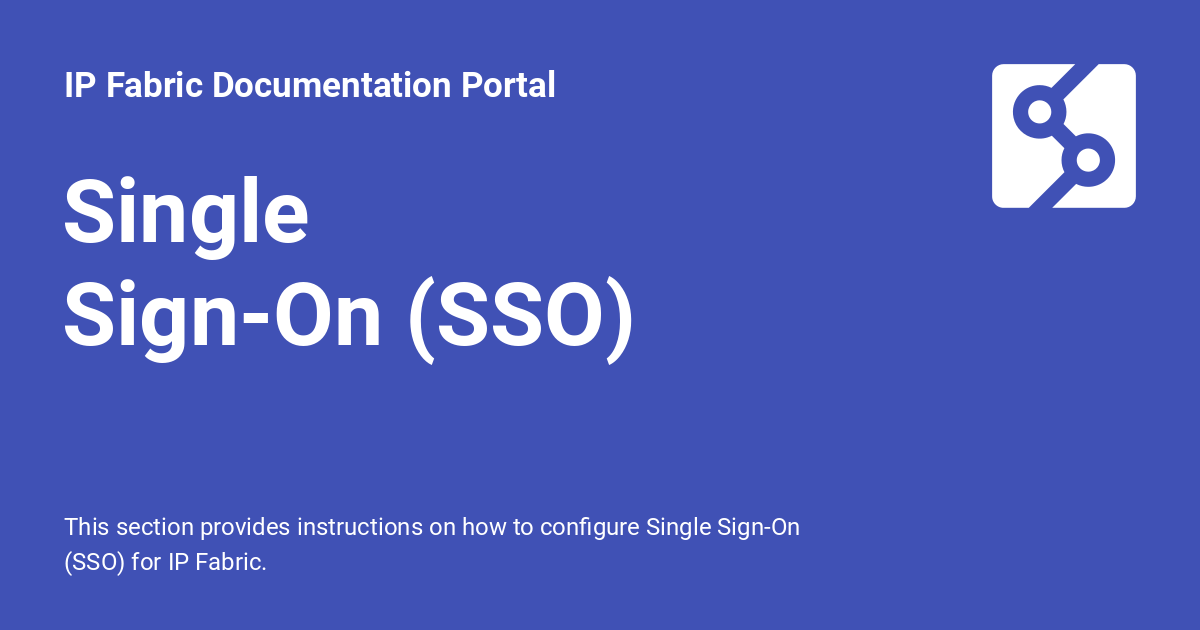 IP Fabric Documentation Portal
Single
Sign-On (SSO)
This section provides instructions on how to configure Single Sign-On
(SSO) for IP Fabric.